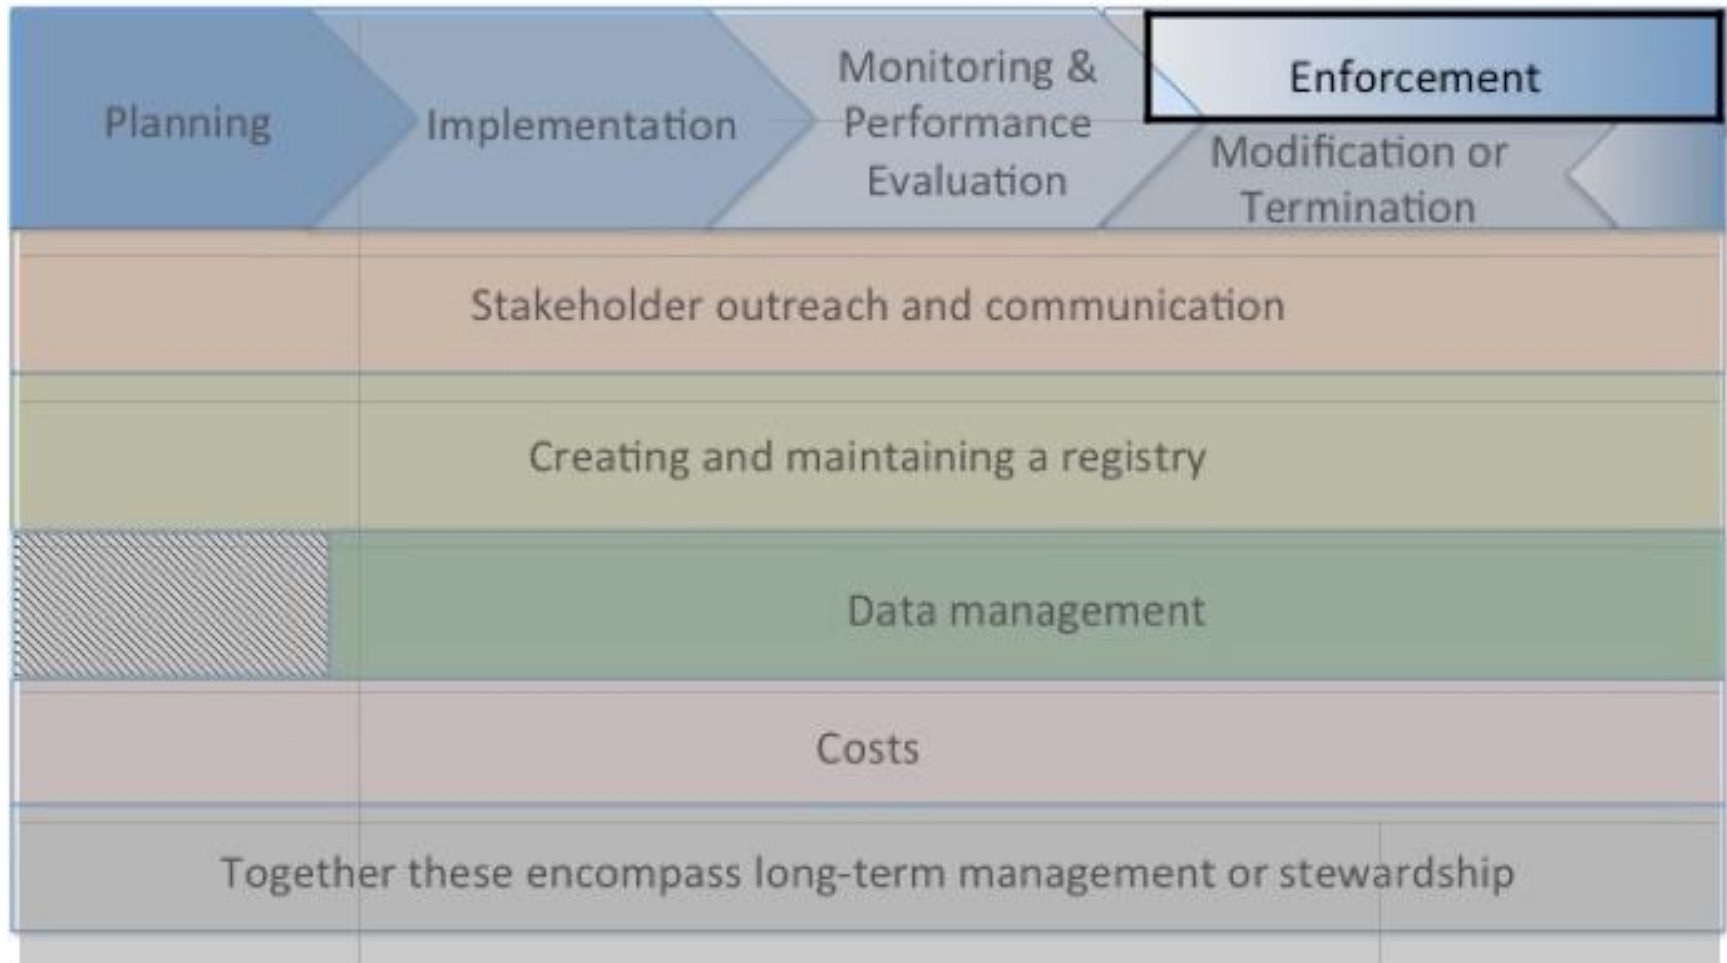 Planning
Implementation
Monitoring &
Performance
Evaluation
Enforcement
Modification or
Termination
Stakeholder outreach and communication
Creating and maintaining a registry
Data management
Costs
Together these encompass long-term management or stewardship